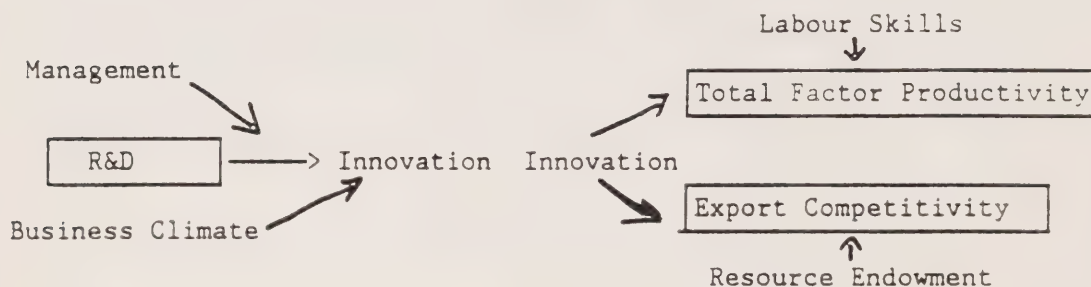 Labour Skills
Management
Total Factor Productivity
R&D
Innovation Innovation
Export Competitivity
Business Climate
Resource Endowment